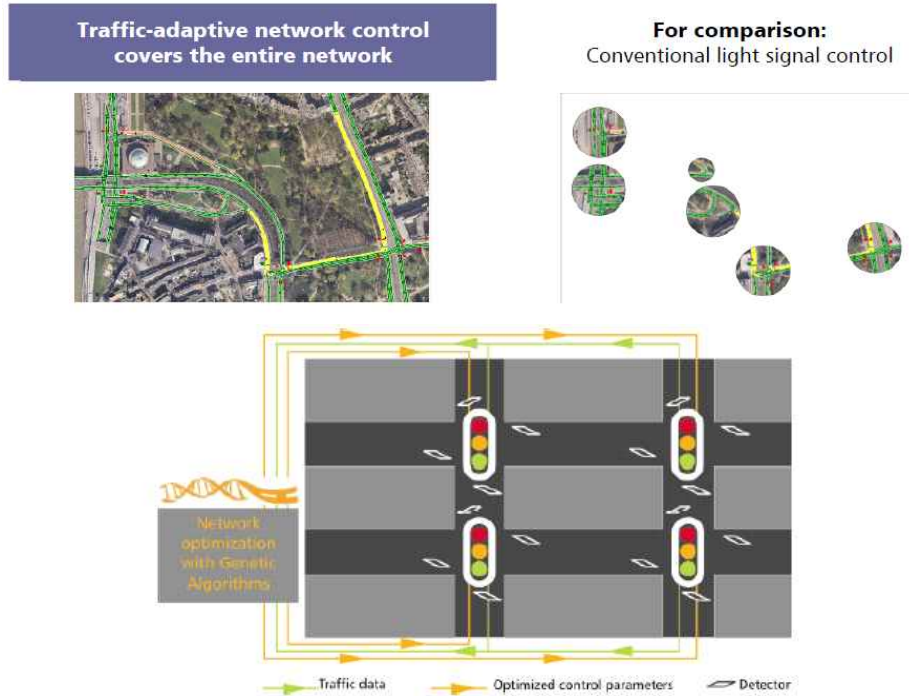 Traffic-adaptive network control
covers the entire network
For comparison:
Conventional light signal control
Network
optimization
with Genetic
Algorithms
Traffic data
Optimized control parameters
Detector